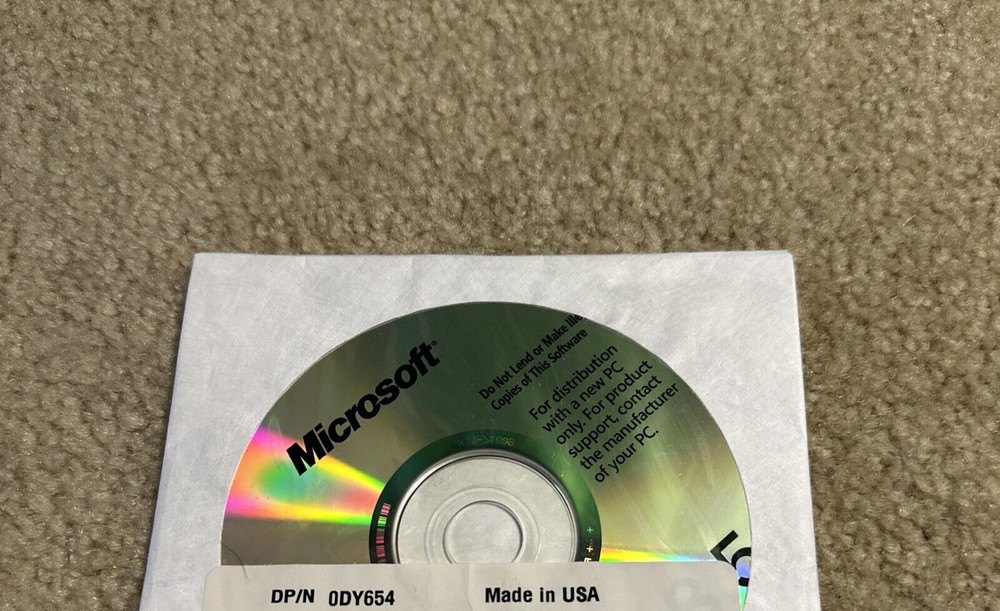 Microsoft®
Do Not Lend or Make
Copies of This Software
For distribution
with a new PC
only. For product
support, contact
the manufacturer
of your PC.
DP/N 0DY654
Made in USA